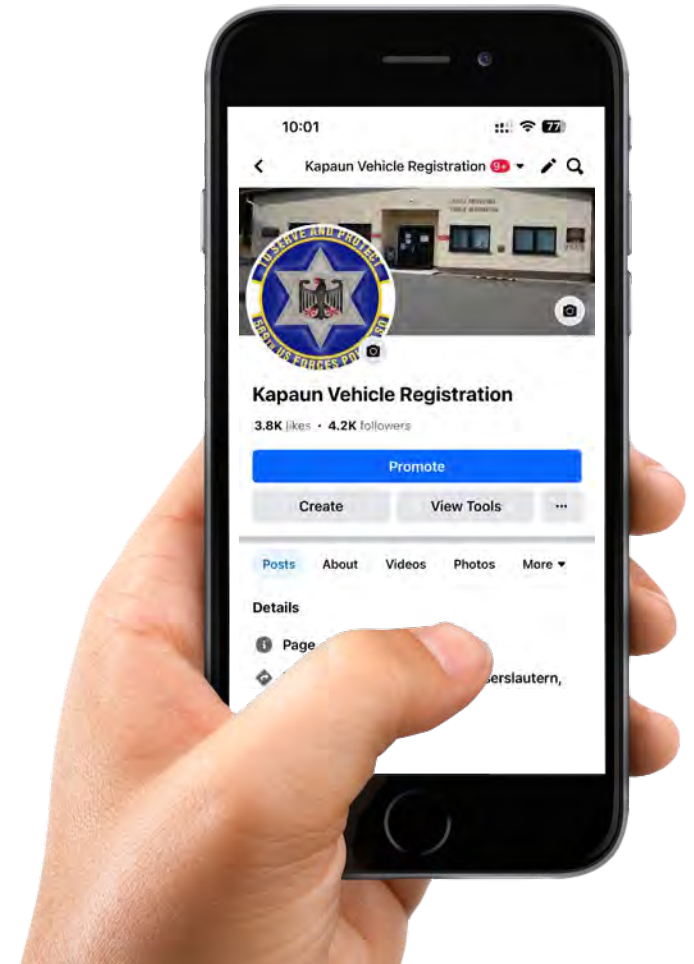 10:01
77
Kapaun Vehicle Registration 9+
TO SERVE AND PROTECT
US FORCES
Kapaun Vehicle Registration
3.8K likes • 4.2K followers
Promote
Create View Tools ...
Posts About Videos Photos More
Details
Page